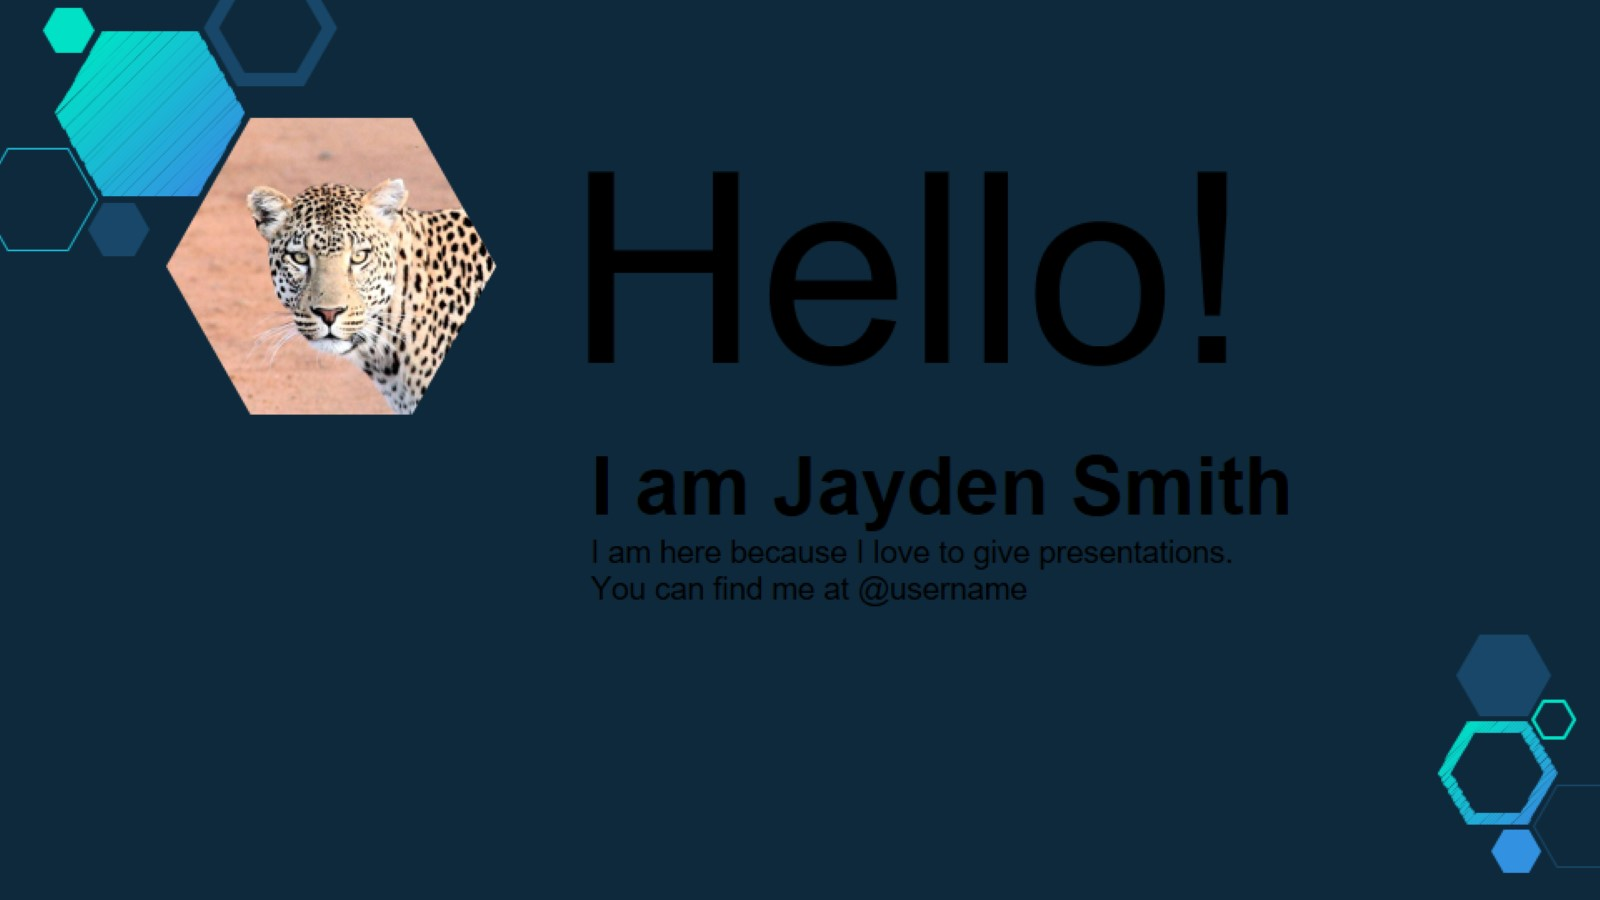 Hello!
I am Jayden Smith
I am here because I love to give presentations.
You can find me at @username